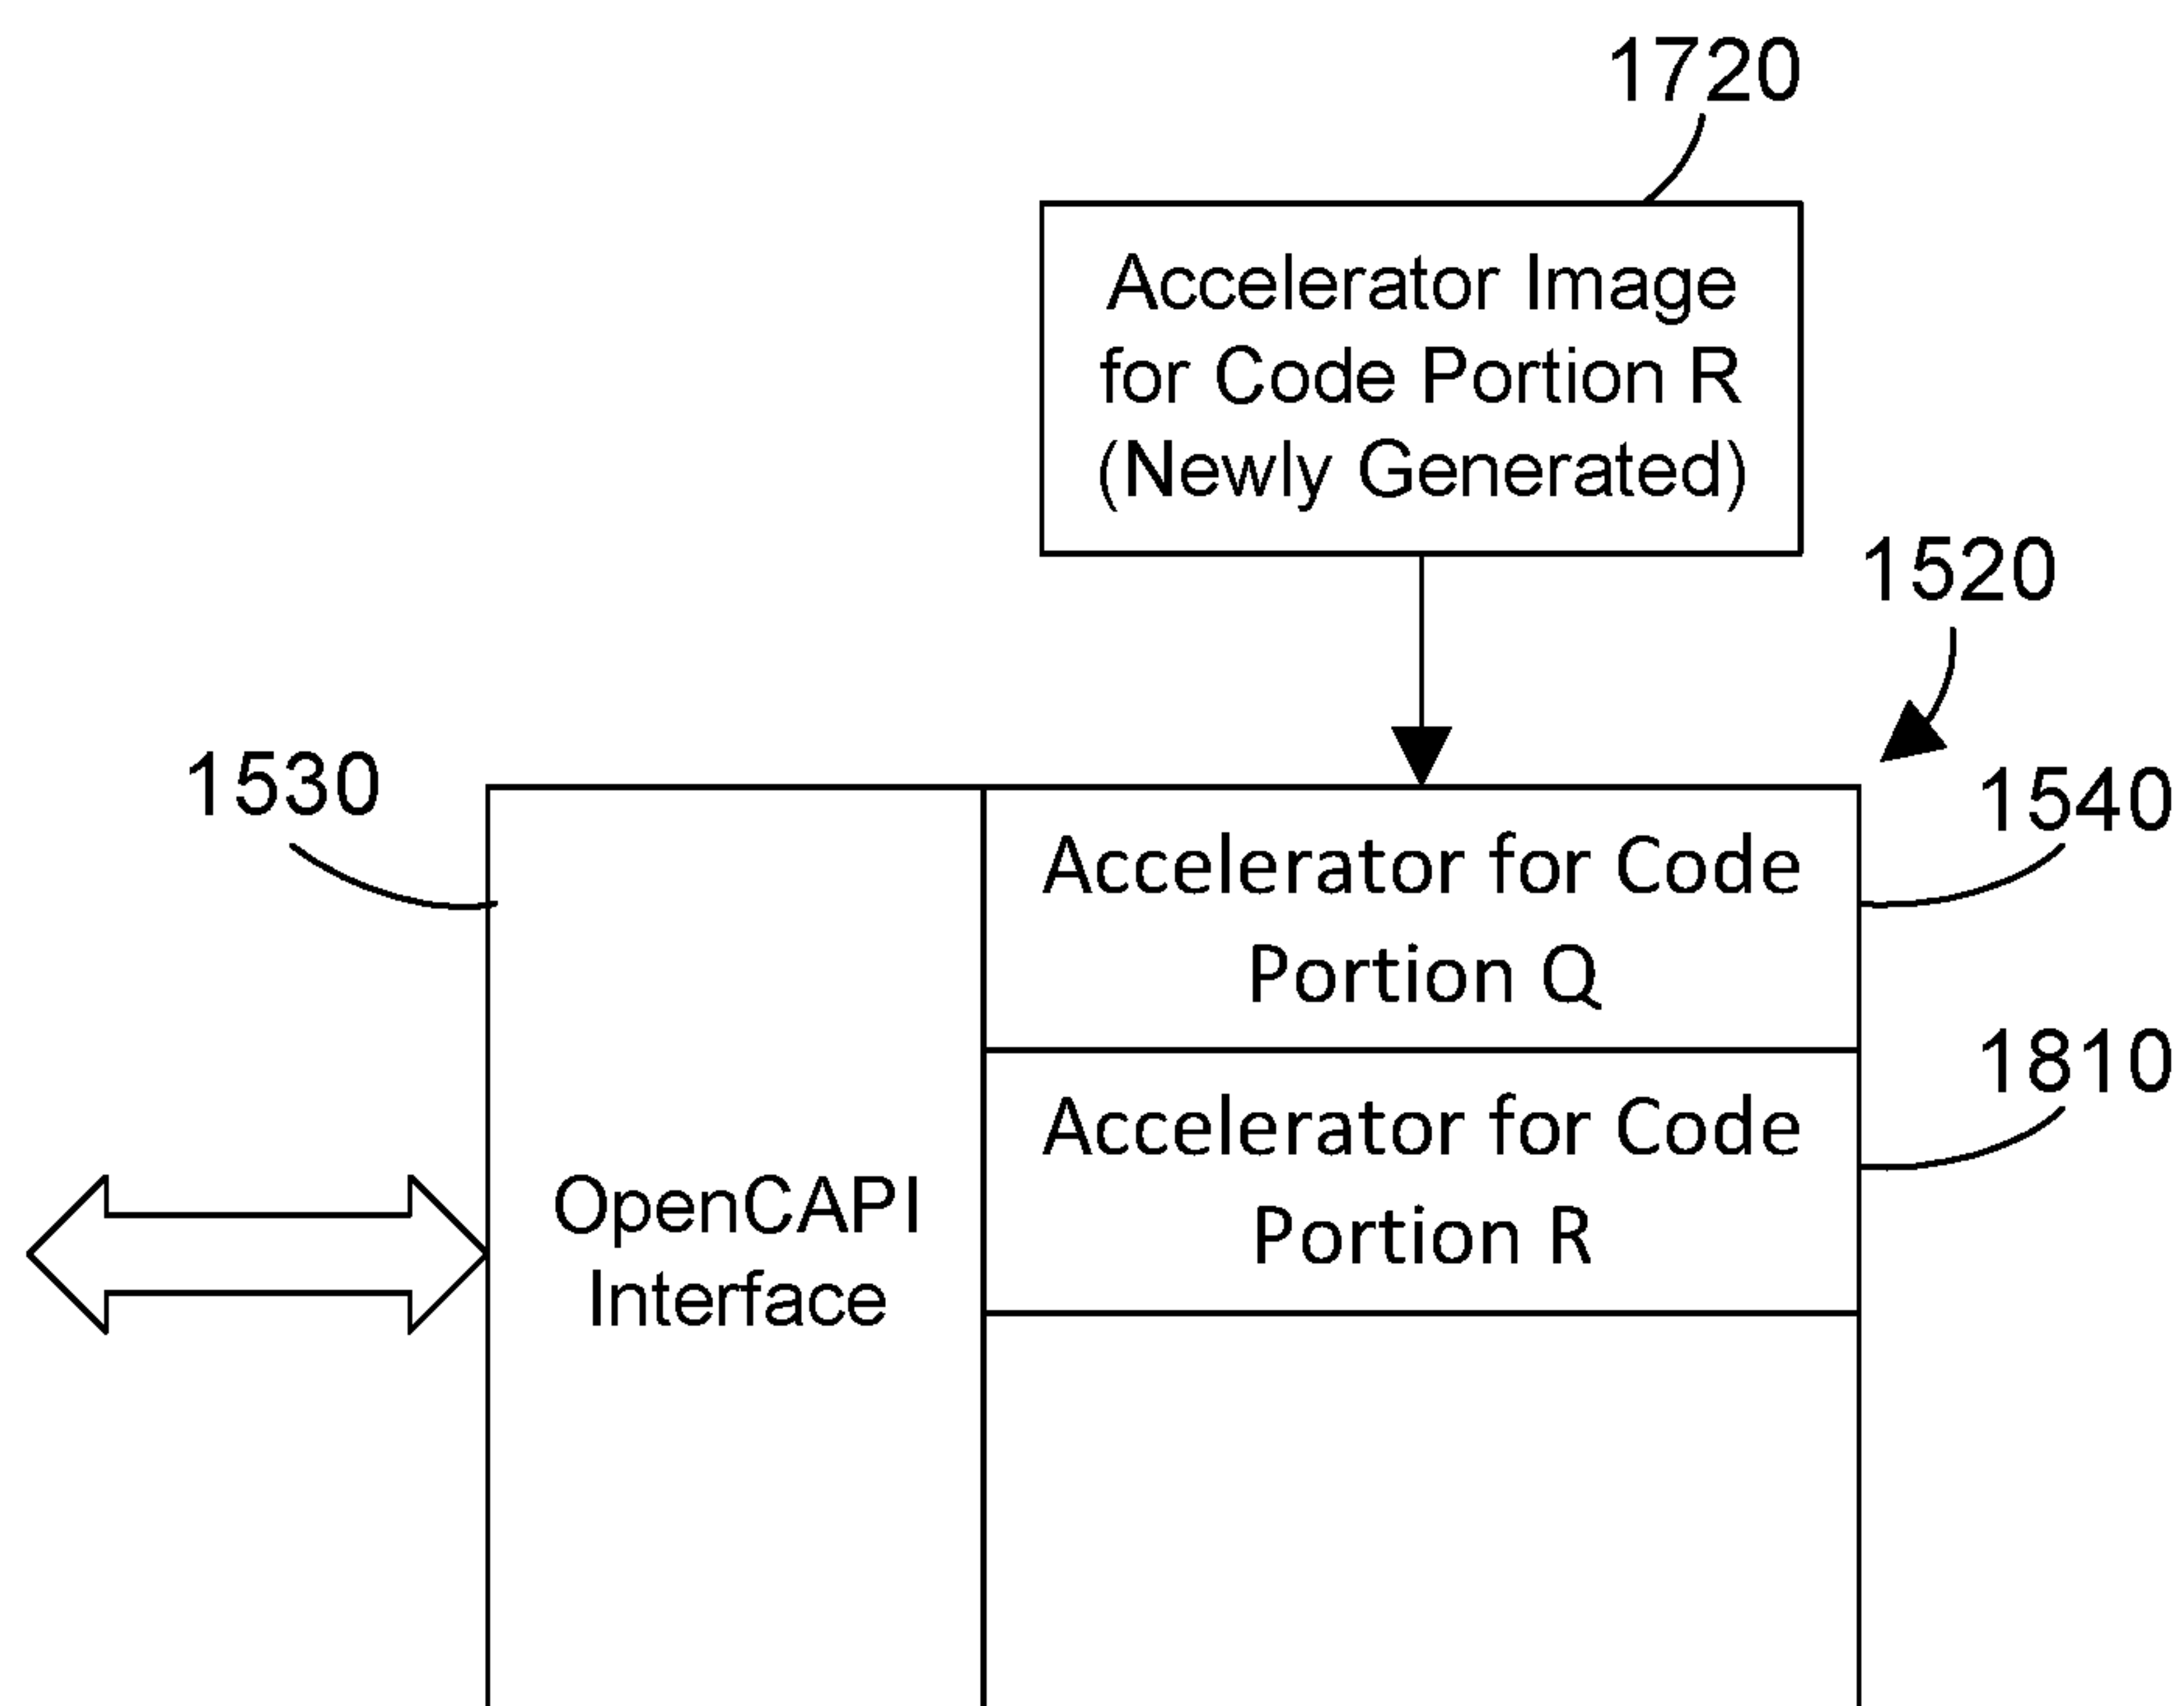 1720
Accelerator Image
for Code Portion R
(Newly Generated)
1520
1530
1540
Accelerator for Code
Portion Q
1810
Accelerator for Code
Portion R
OpenCAPI
Interface